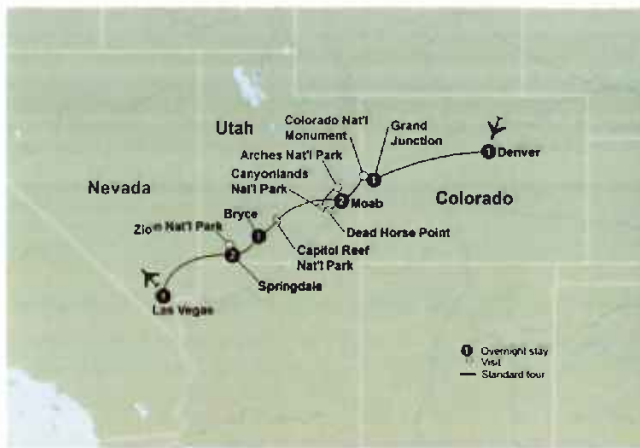 Utah
Colorado Nat'l
Monument
Grand
Junction
1 Denver
Arches Nat'l Park
Canyonlands
Nat'l Park
1
Nevada
2 Moab
Colorado
Bryce
Zion Nat'l Park
1
Dead Horse Point
Capitol Reef
Nat'l Park
2
Springdale
Las Vegas
1 Overnight stay
Visit
Standard tour